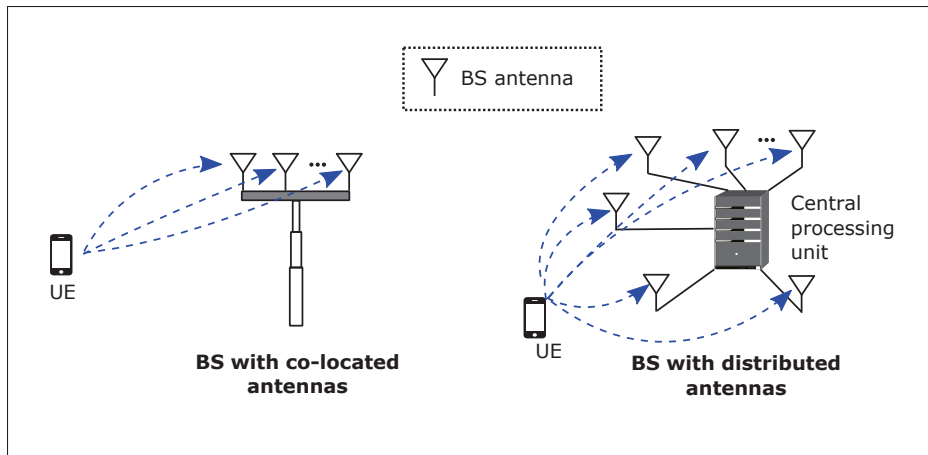 BS antenna
UE
BS with co-located
antennas
Central
processing
unit
UE
BS with distributed
antennas